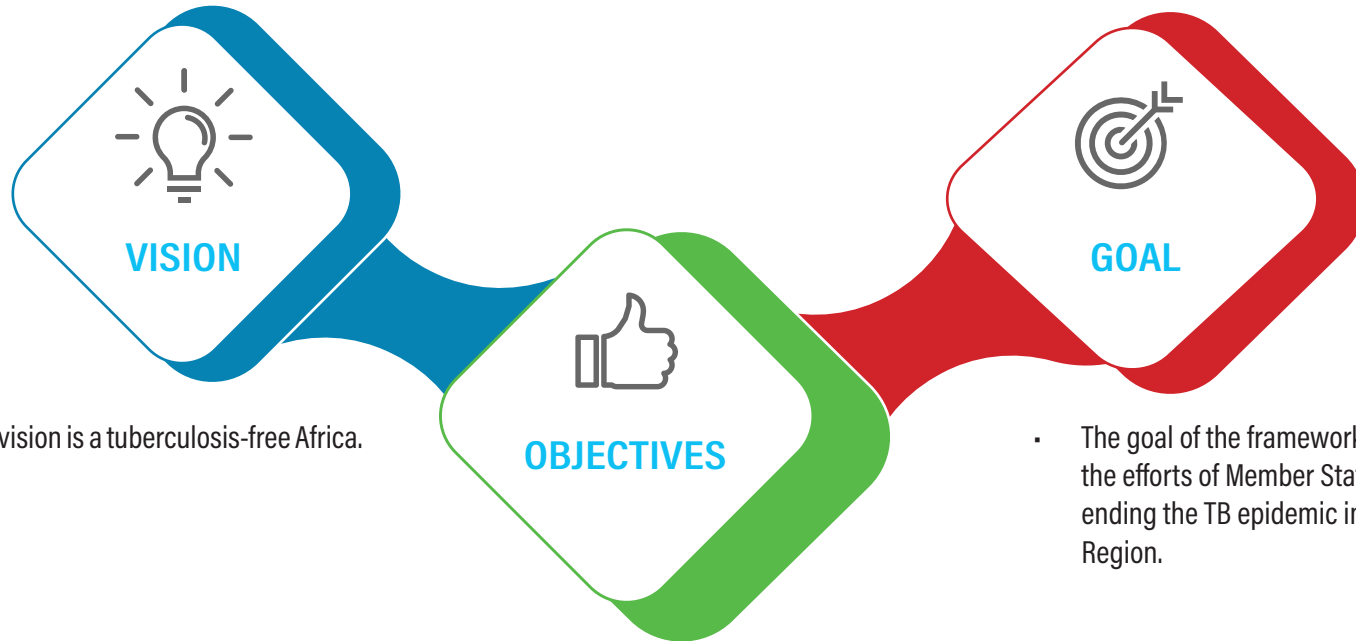 VISION
GOAL
OBJECTIVES
vision is a tuberculosis-free Africa.
· The goal of the framework
the efforts of Member
ending the TB epidemic
Region.